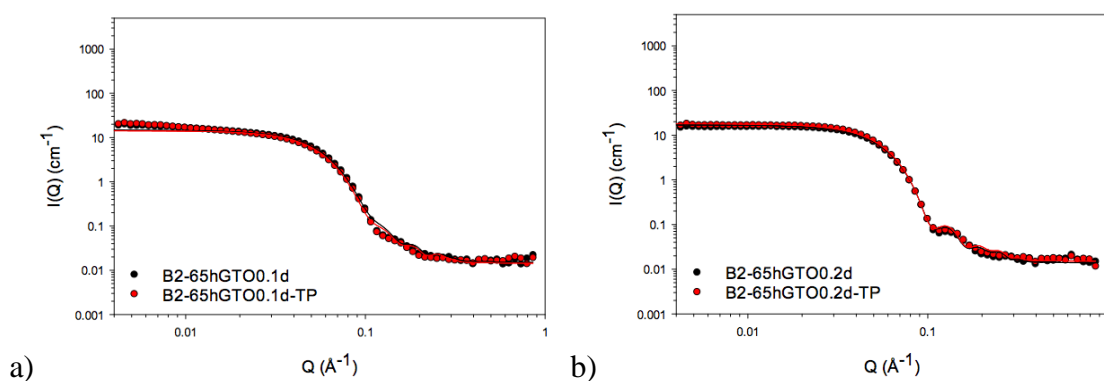 1000
100
10
1
0.1
0.01
0.001
I(Q) (cm⁻¹)
B2-65hGTO0.1d
B2-65hGTO0.1d-TP
0.01
0.1
1
Q (Å⁻¹)
a)
1000
100
10
1
0.1
0.01
0.001
I(Q) (cm⁻¹)
B2-65hGTO0.2d
B2-65hGTO0.2d-TP
0.01
0.1
Q (Å⁻¹)
b)